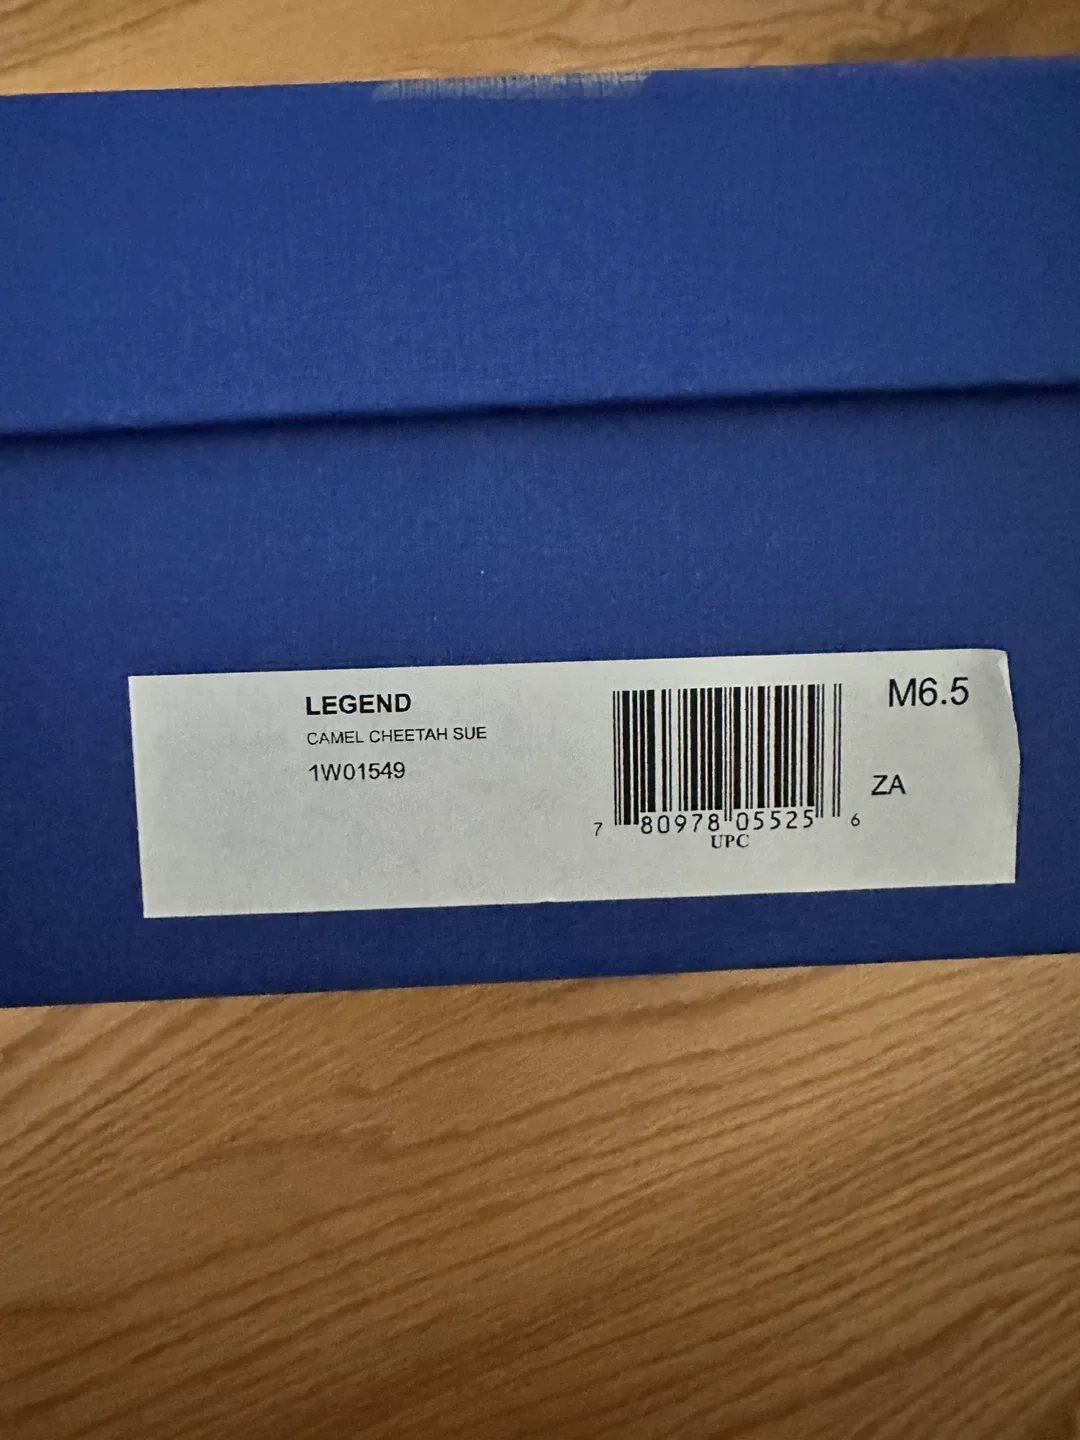 LEGEND
CAMEL CHEETAH SUE
1W01549
7 80978 05525 6
UPC
M6.5
ZA